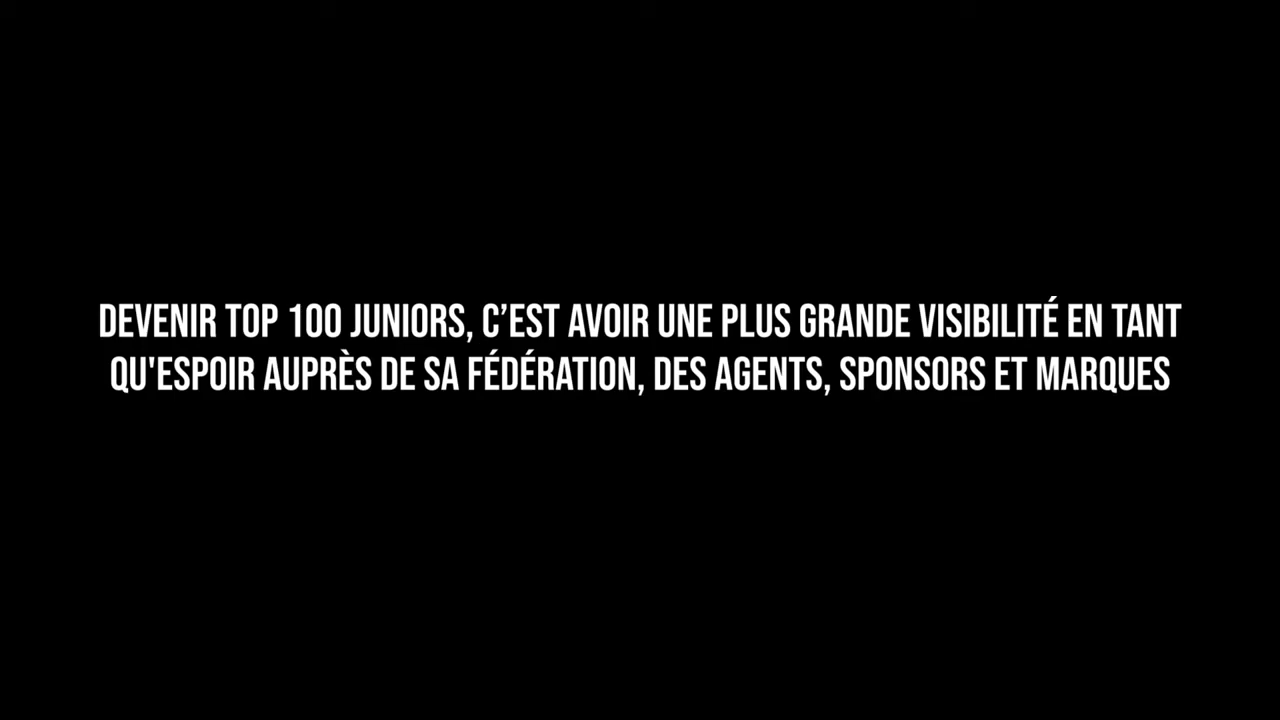 DEVENIR TOP 100 JUNIORS, C’EST AVOIR UNE PLUS GRANDE VISIBILITÉ EN TANT
QU'ESPOIR AUPRÈS DE SA FÉDÉRATION, DES AGENTS, SPONSORS ET MARQUES